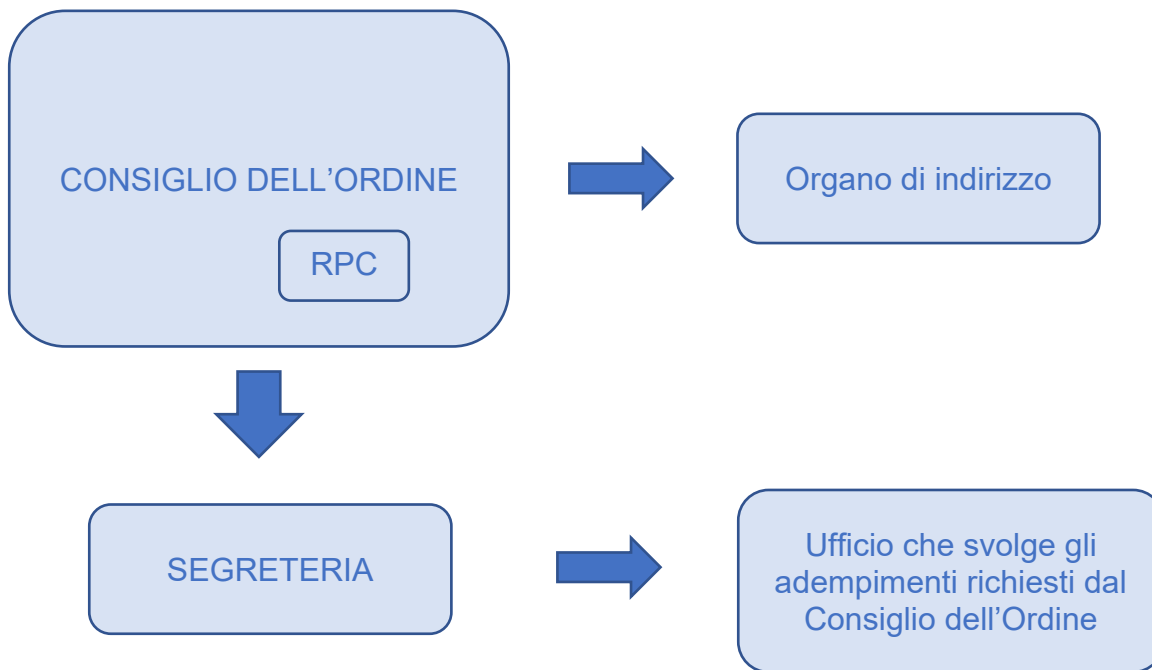 CONSIGLIO DELL’ORDINE
RPC
Organo di indirizzo
SEGRETERIA
Ufficio che svolge gli
adempimenti richiesti dal
Consiglio dell’Ordine